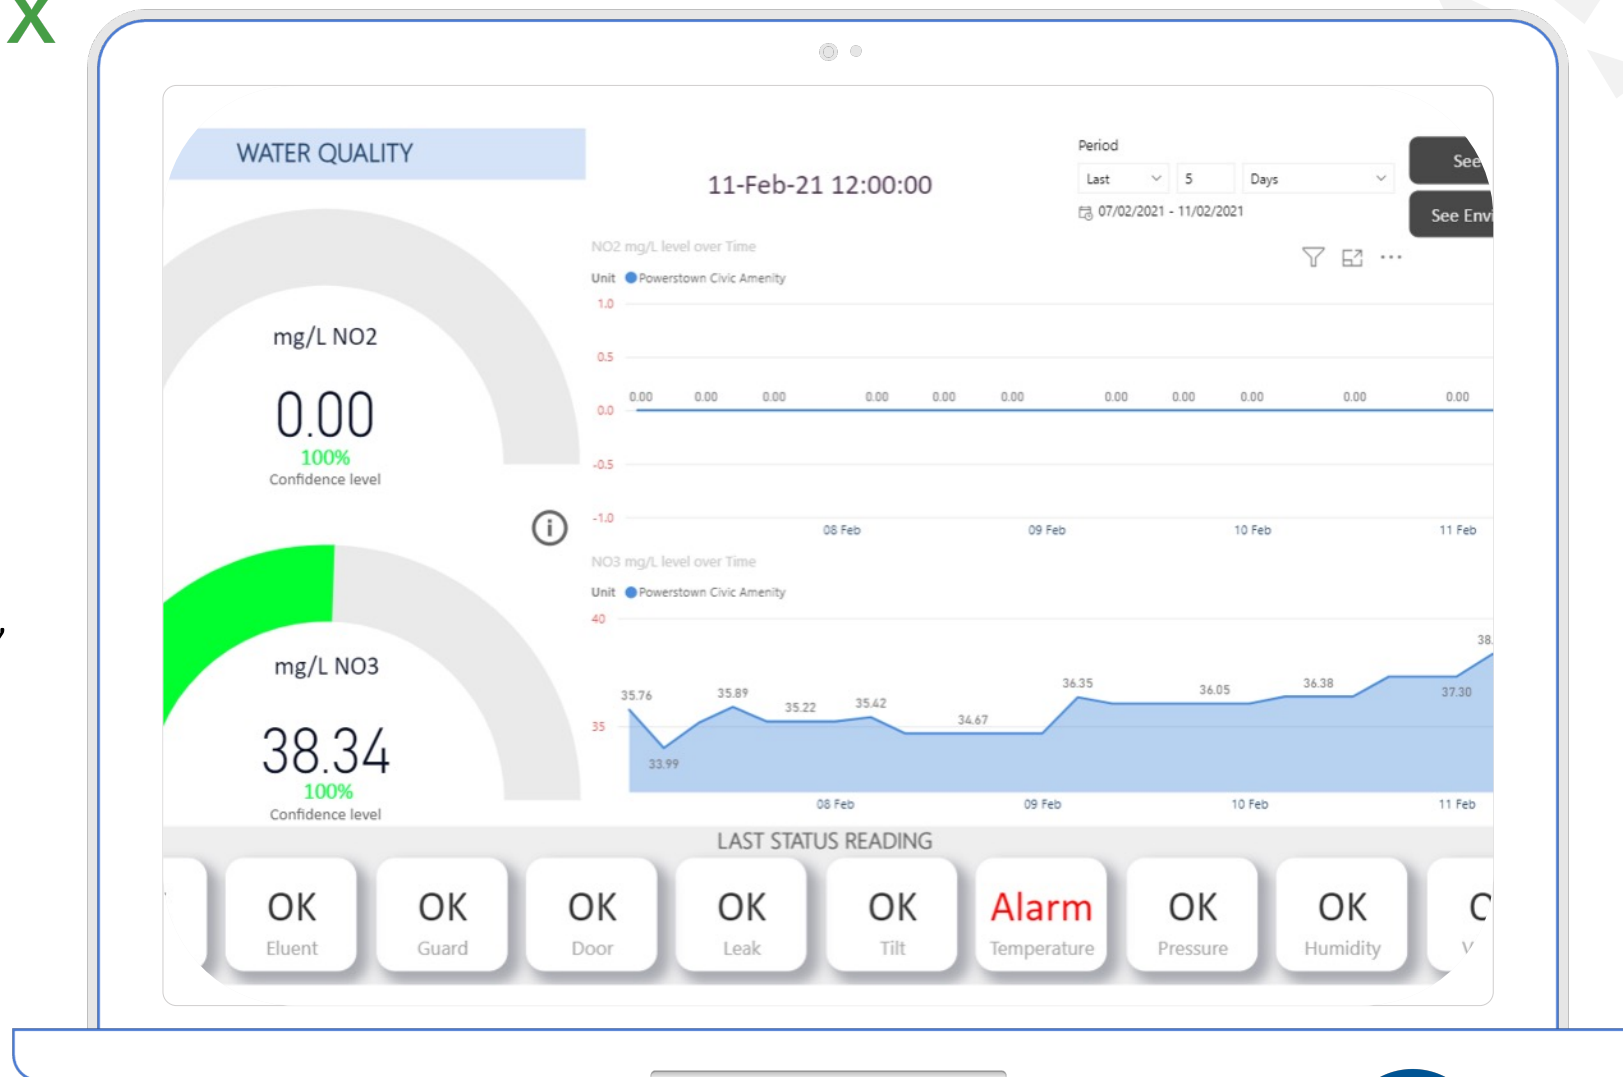 X
WATER QUALITY
11-Feb-21 12:00:00
Period
Last 5 Days
07/02/2021 - 11/02/2021
See
See Envi
mg/L NO2
0.00
100%
Confidence level
NO2 mg/L level over Time
Unit Powerstown Civic Amenity
1.0
0.5
0.0
-0.5
-1.0
0.00 0.00 0.00 0.00 0.00 0.00 0.00 0.00 0.00 0.00 0.00
08 Feb 09 Feb 10 Feb 11 Feb
mg/L NO3
38.34
100%
Confidence level
NO3 mg/L level over Time
Unit Powerstown Civic Amenity
40
35
35.76 33.99 35.89 35.22 35.42 34.67 36.35 36.05 36.38 37.30 38.
08 Feb 09 Feb 10 Feb 11 Feb
LAST STATUS READING
OK OK OK OK OK Alarm OK OK
Eluent Guard Door Leak Tilt Temperature Pressure Humidity V